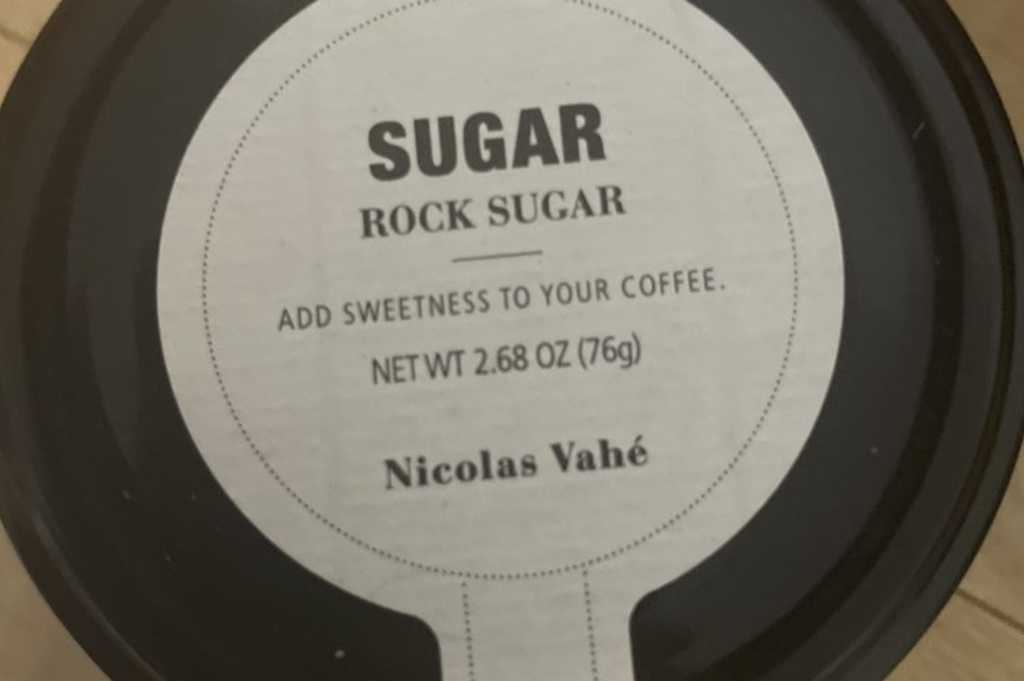 SUGAR
ROCK SUGAR
ADD SWEETNESS TO YOUR COFFEE.
NET WT 2.68 OZ (76g)
Nicolas Vahé